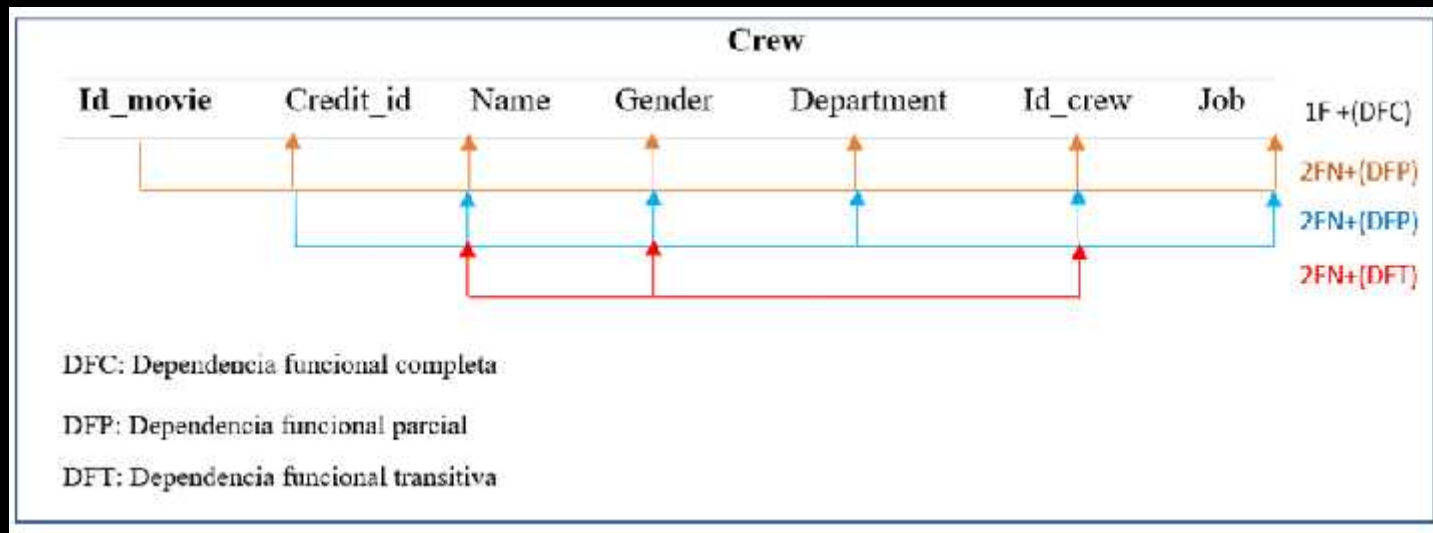 Crew
Id_movie Credit_id Name Gender Department Id_crew Job 1F +(DFC)
2FN+(DFP)
2FN+(DFP)
2FN+(DFT)
DFC: Dependencia funcional completa
DFP: Dependencia funcional parcial
DFT: Dependencia funcional transitiva